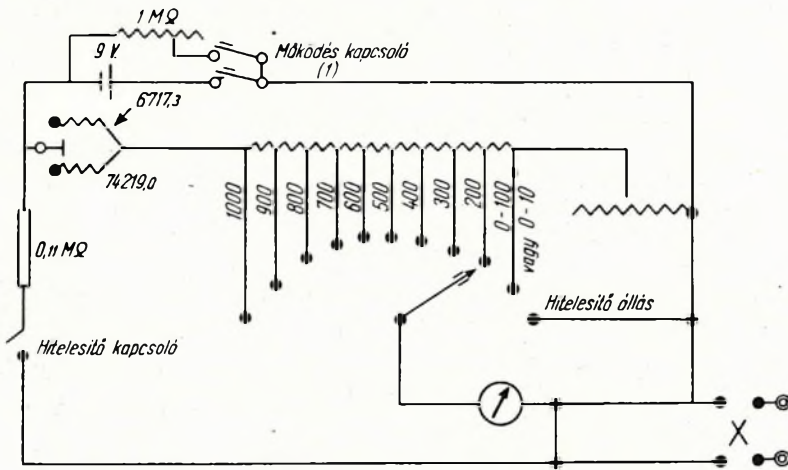 1 MΩ
9 V.
Működés kapcsoló
(1)
6717,3
74219,0
1000
900
800
700
600
500
400
300
200
0-100
vagy 0-10
0,11 MΩ
Hitelesítő állás
Hitelesítő kapcsoló
X